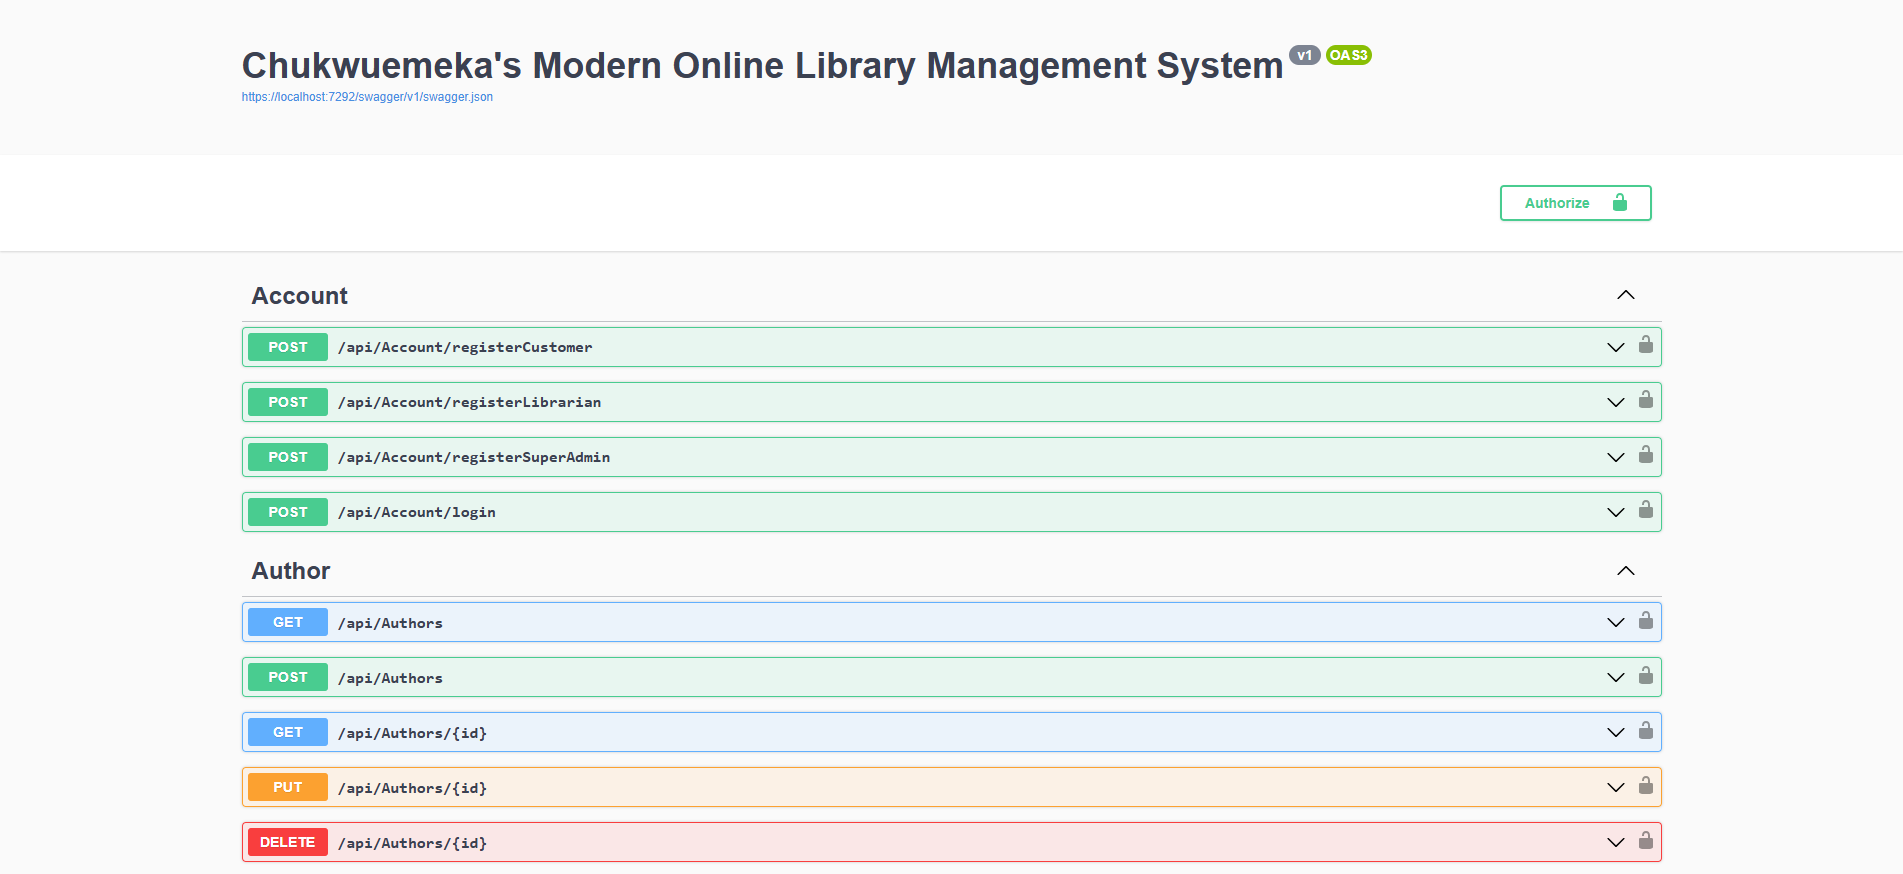 Chukwuemeka's Modern Online Library Management System v1 OAS3
https://localhost:7292/swagger/v1/swagger.json
Authorize
Account
POST /api/Account/registerCustomer
POST /api/Account/registerLibrarian
POST /api/Account/registerSuperAdmin
POST /api/Account/login
Author
GET /api/Authors
POST /api/Authors
GET /api/Authors/{id}
PUT /api/Authors/{id}
DELETE /api/Authors/{id}